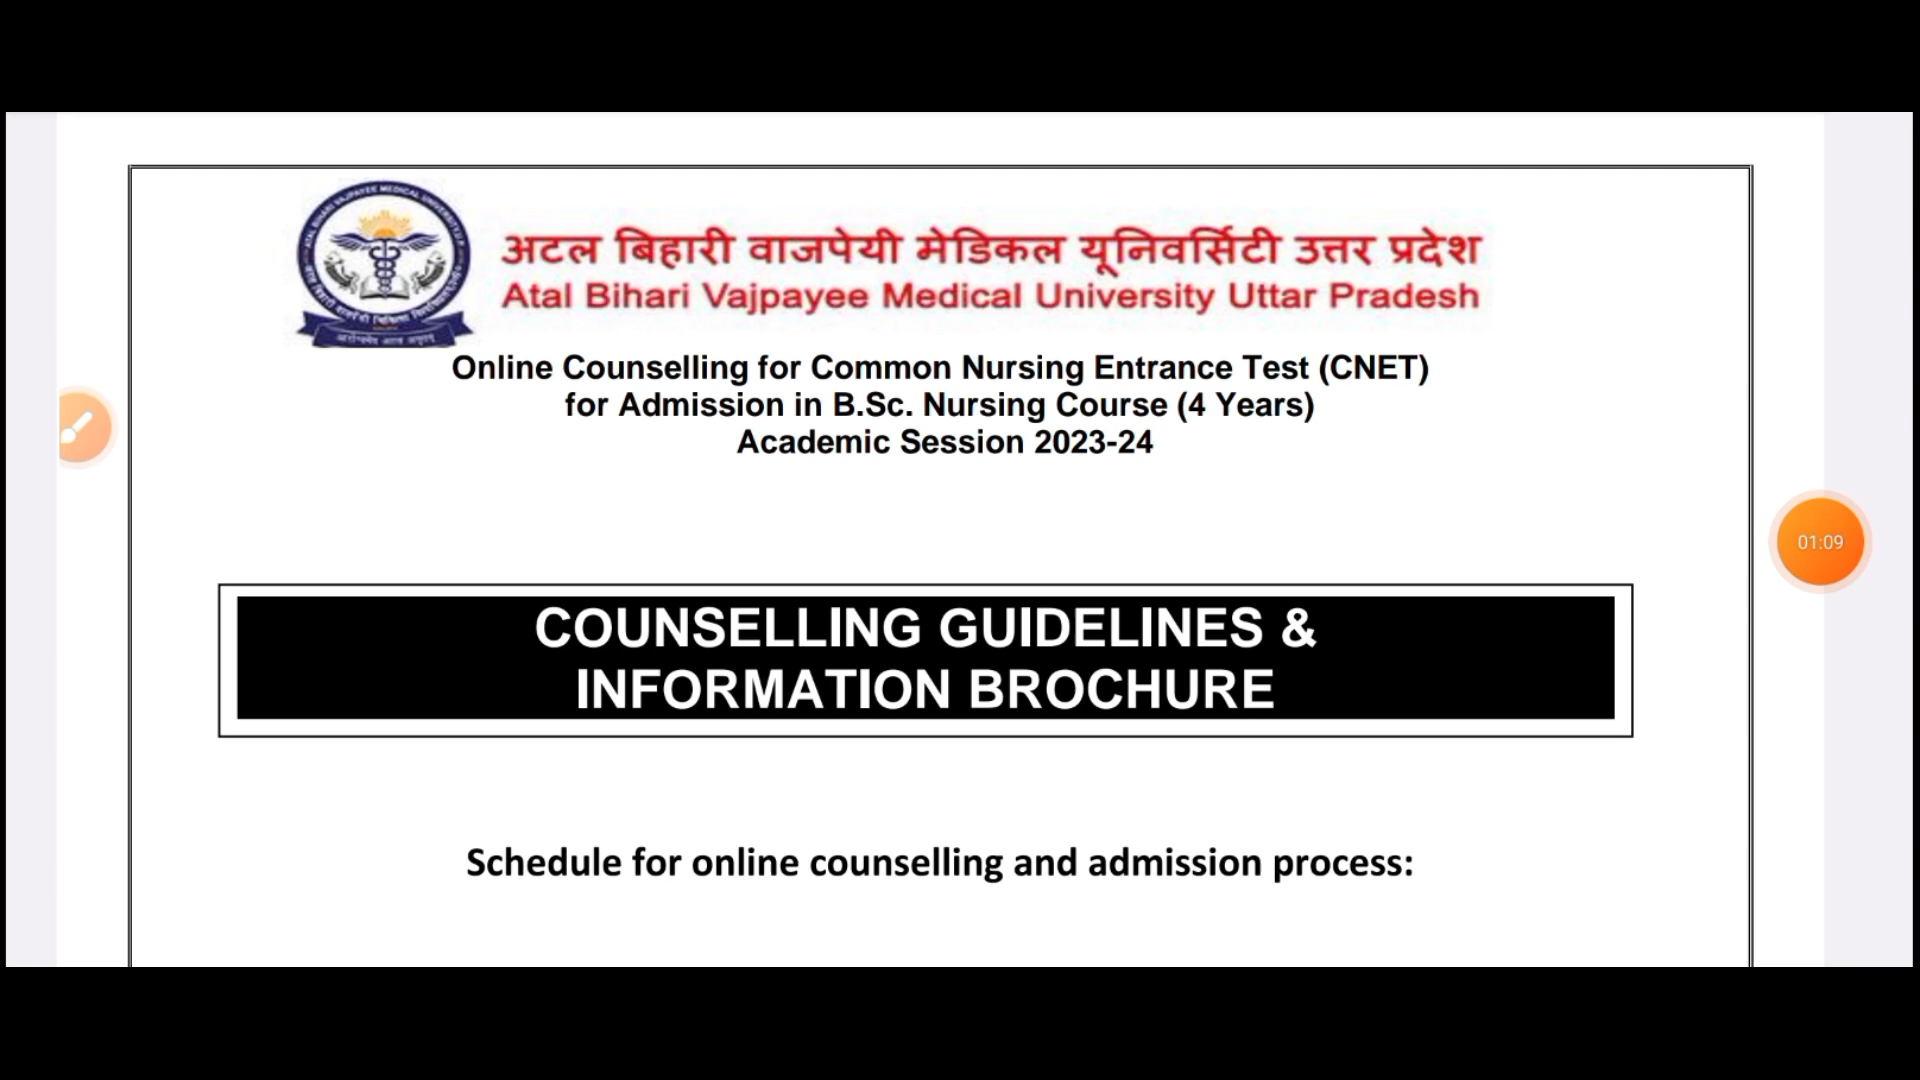 अटल बिहारी वाजपेयी मेडिकल यूनिवर्सिटी उत्तर प्रदेश
Atal Bihari Vajpayee Medical University Uttar Pradesh
Online Counselling for Common Nursing Entrance Test (CNET)
for Admission in B.Sc. Nursing Course (4 Years)
Academic Session 2023-24
01:09
COUNSELLING GUIDELINES &
INFORMATION BROCHURE
Schedule for online counselling and admission process: